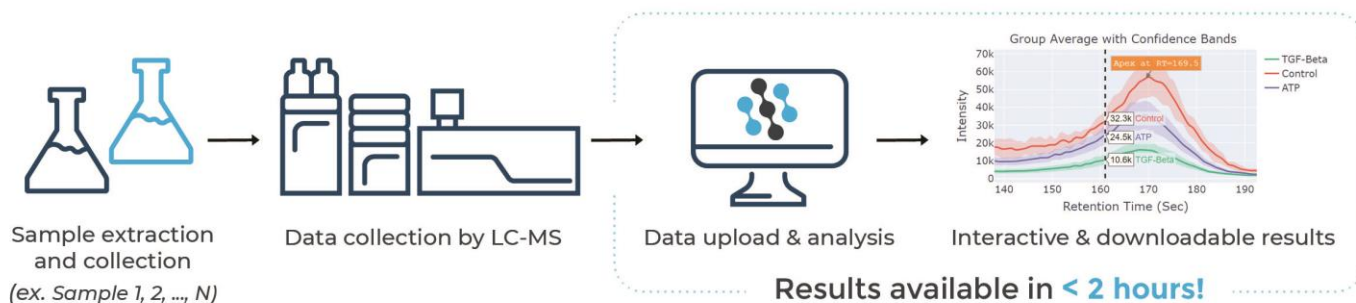 Sample extraction
and collection
(ex. Sample 1, 2, ..., N)
Data collection by LC-MS
Data upload & analysis
Group Average with Confidence Bands
70k
60k
50k
40k
30k
20k
10k
0
Intensity
Apex at RT=169.5
32.3k Control
24.5k ATP
10.6k TGF-Beta
TGF-Beta
Control
ATP
140 150 160 170 180 190
Retention Time (Sec)
Interactive & downloadable results
Results available in < 2 hours!